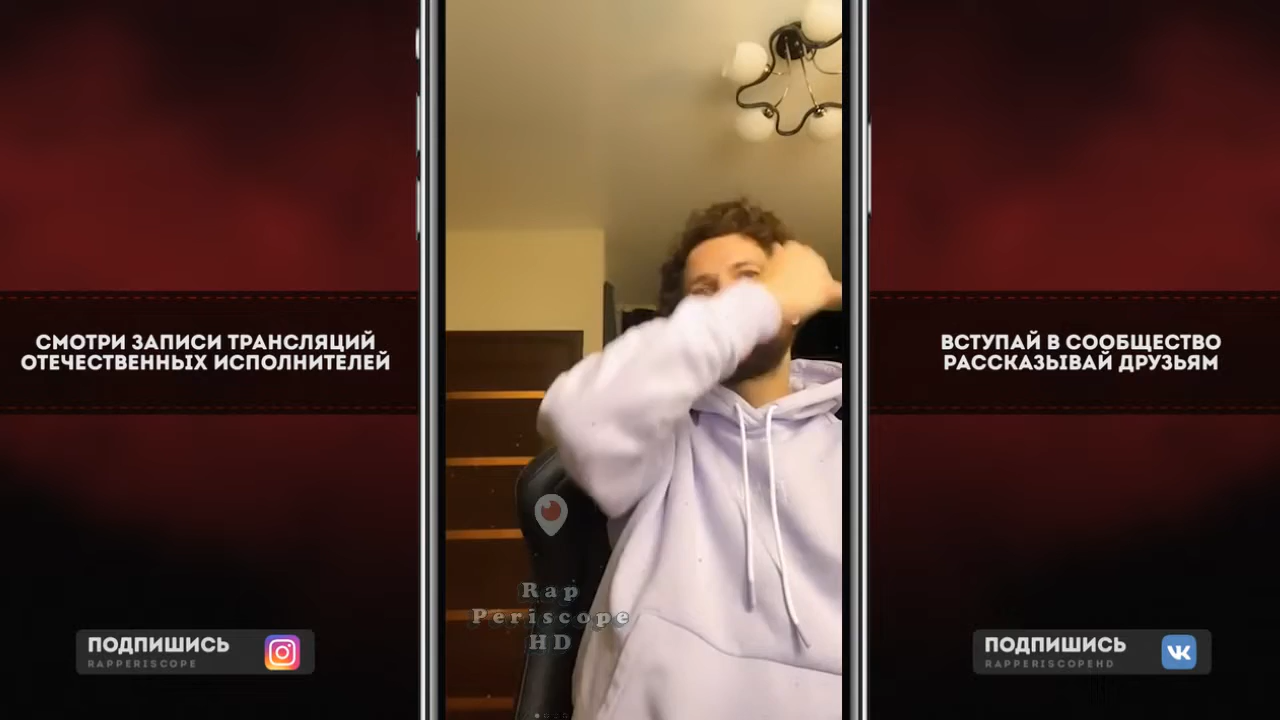 СМОТРИ ЗАПИСИ ТРАНСЛЯЦИЙ
ОТЕЧЕСТВЕННЫХ ИСПОЛНИТЕЛЕЙ
ВСТУПАЙ В СООБЩЕСТВО
РАССКАЗЫВАЙ ДРУЗЬЯМ
Rap
Periscope
HD
ПОДПИШИСЬ
RAPPERISCOPE
ПОДПИШИСЬ
RAPPERISCOPEHD